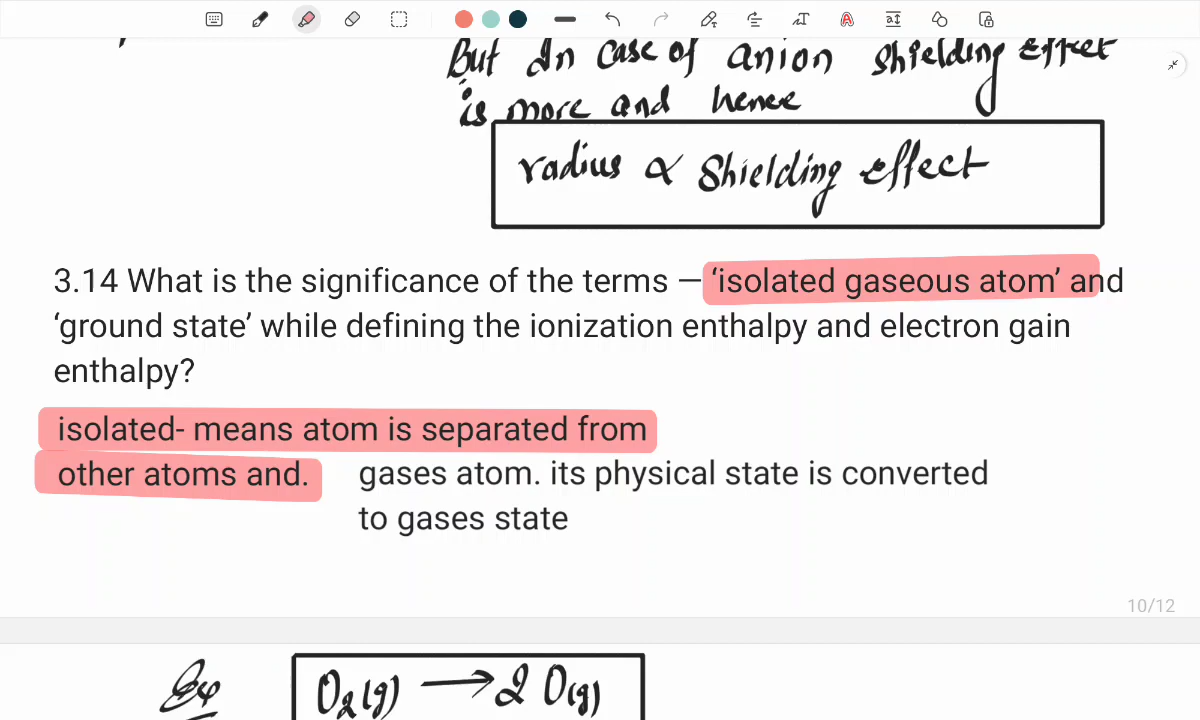 But In case of anion shielding Effect
is more and hence
radius ∝ Shielding effect
3.14 What is the significance of the terms — ‘isolated gaseous atom’ and
‘ground state’ while defining the ionization enthalpy and electron gain
enthalpy?
isolated- means atom is separated from
other atoms and. gases atom. its physical state is converted
to gases state
10/12
O₂(g) → 2 O(g)